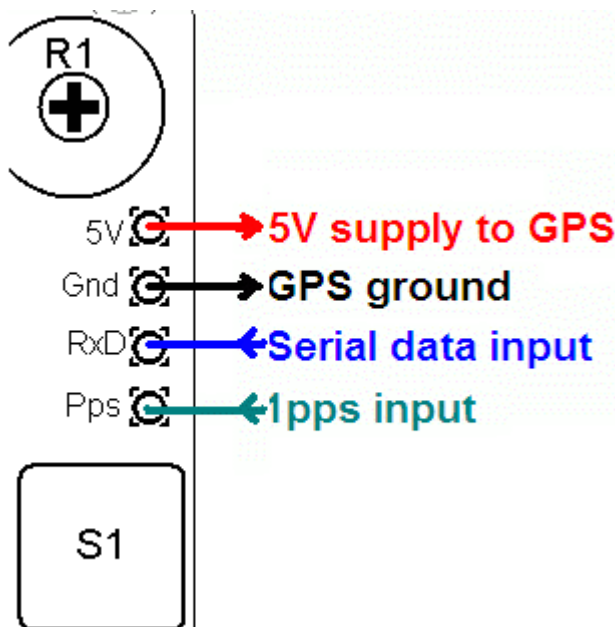 R1
5V 5V supply to GPS
Gnd GPS ground
RxD Serial data input
Pps 1pps input
S1